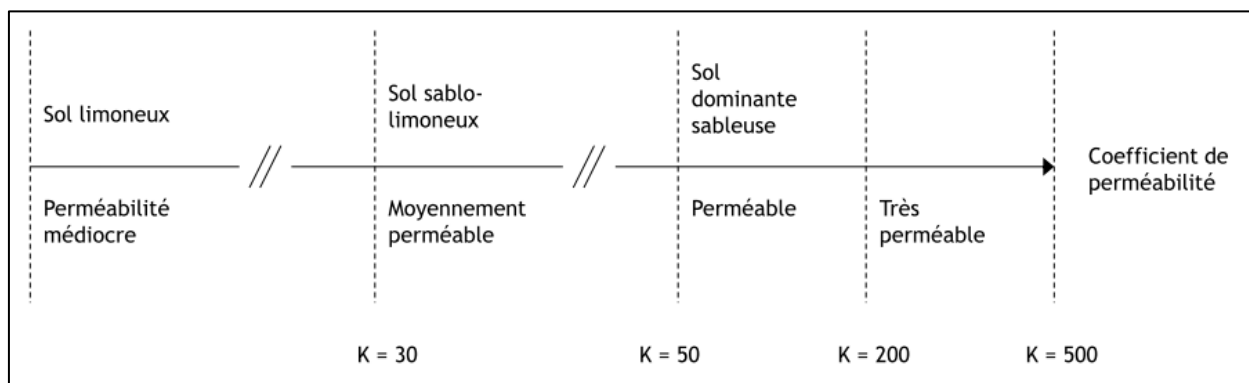 Sol limoneux
Sol sablo-
limoneux
Sol
dominante
sableuse
Coefficient de
perméabilité
Perméabilité
médiocre
Moyennement
perméable
Perméable
Très
perméable
K = 30
K = 50
K = 200
K = 500